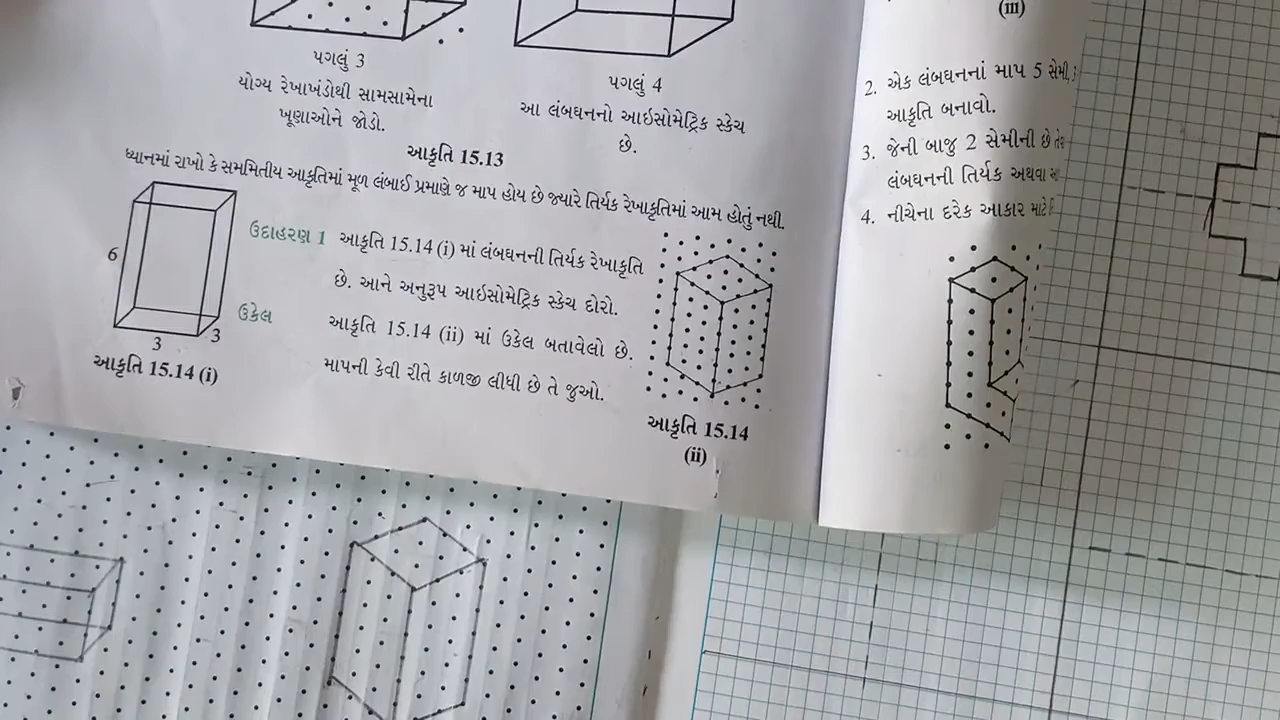 પગલું 3
યોગ્ય રેખાખંડોથી સામસામેના
ખૂણાઓને જોડો.
પગલું 4
આ લંબઘનનો આઇસોમેટ્રિક સ્કેચ
છે.
આકૃતિ 15.13
ધ્યાનમાં રાખો કે સમમિતીય આકૃતિમાં મૂળ લંબાઈ પ્રમાણે જ માપ હોય છે જ્યારે તિર્યક રેખાકૃતિમાં આમ હોતું નથી.
6
3
3
આકૃતિ 15.14 (i)
ઉદાહરણ 1 આકૃતિ 15.14 (i) માં લંબઘનની તિર્યક રેખાકૃતિ
છે. આને અનુરૂપ આઇસોમેટ્રિક સ્કેચ દોરો.
ઉકેલ આકૃતિ 15.14 (ii) માં ઉકેલ બતાવેલો છે.
માપની કેવી રીતે કાળજી લીધી છે તે જુઓ.
આકૃતિ 15.14
(ii)
(iii)
2. એક લંબઘનનાં માપ 5 સેમી,
આકૃતિ બનાવો.
3. જેની બાજુ 2 સેમીની છે
લંબઘનની તિર્યક અથવા
4. નીચેના દરેક આકાર માટે